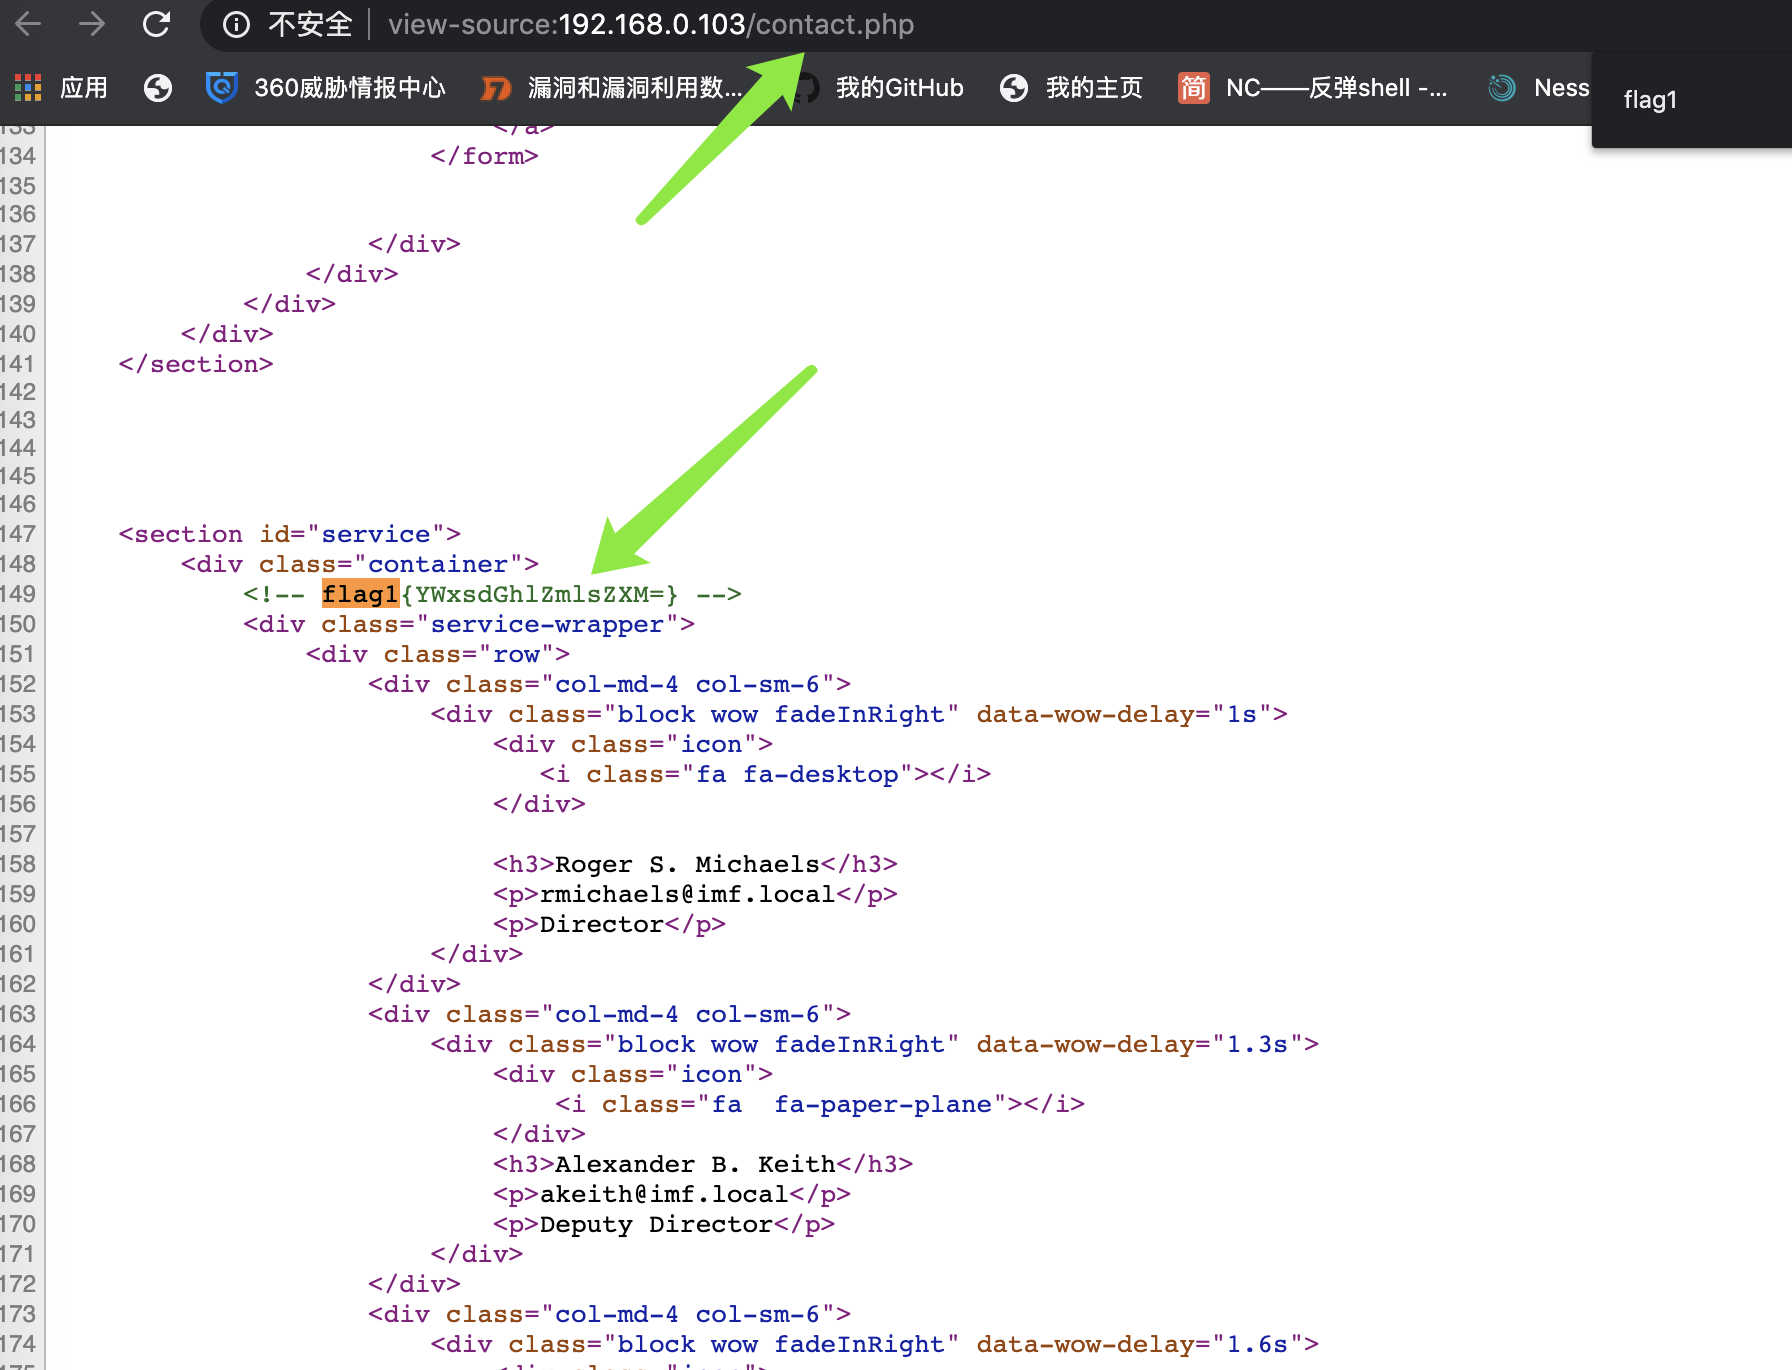 不安全 view-source:192.168.0.103/contact.php
应用 360威胁情报中心 漏洞和漏洞利用数... 我的GitHub 我的主页 简 NC——反弹shell -... Ness
flag1
133 </a>
134 </form>
135
136
137 </div>
138 </div>
139 </div>
140 </div>
141 </section>
142
143
144
145
146
147 <section id="service">
148 <div class="container">
149 <!-- flag1{YWxsdGhlZmlsZXM=} -->
150 <div class="service-wrapper">
151 <div class="row">
152 <div class="col-md-4 col-sm-6">
153 <div class="block wow fadeInRight" data-wow-delay="1s">
154 <div class="icon">
155 <i class="fa fa-desktop"></i>
156 </div>
157
158 <h3>Roger S. Michaels</h3>
159 <p>rmichaels@imf.local</p>
160 <p>Director</p>
161 </div>
162 </div>
163 <div class="col-md-4 col-sm-6">
164 <div class="block wow fadeInRight" data-wow-delay="1.3s">
165 <div class="icon">
166 <i class="fa  fa-paper-plane"></i>
167 </div>
168 <h3>Alexander B. Keith</h3>
169 <p>akeith@imf.local</p>
170 <p>Deputy Director</p>
171 </div>
172 </div>
173 <div class="col-md-4 col-sm-6">
174 <div class="block wow fadeInRight" data-wow-delay="1.6s">